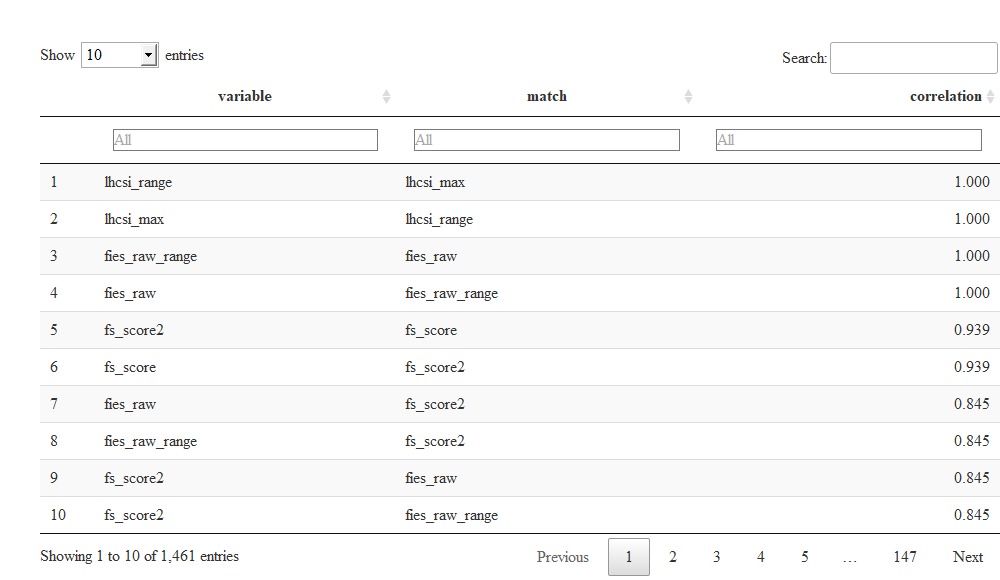 Show 10 entries
Search:
variable match correlation
All All All
1 lhcsi_range lhcsi_max 1.000
2 lhcsi_max lhcsi_range 1.000
3 fies_raw_range fies_raw 1.000
4 fies_raw fies_raw_range 1.000
5 fs_score2 fs_score 0.939
6 fs_score fs_score2 0.939
7 fies_raw fs_score2 0.845
8 fies_raw_range fs_score2 0.845
9 fs_score2 fies_raw 0.845
10 fs_score2 fies_raw_range 0.845
Showing 1 to 10 of 1,461 entries
Previous 1 2 3 4 5 … 147 Next